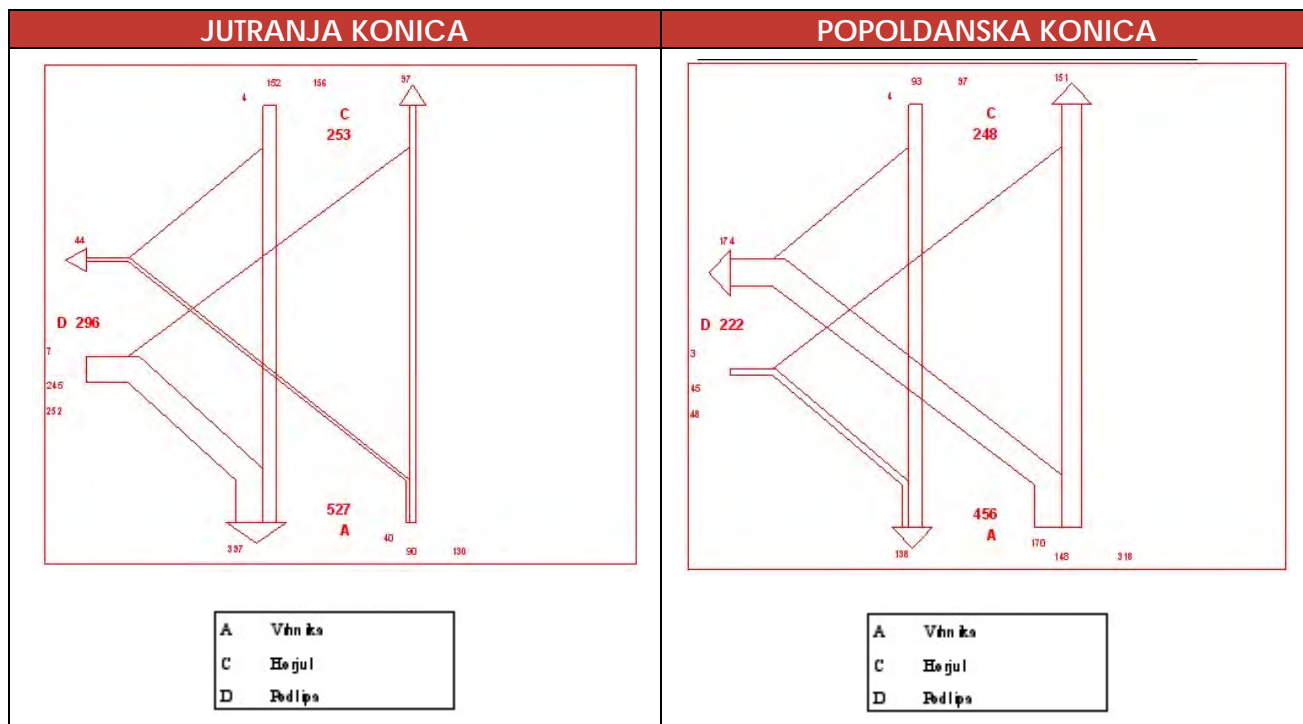 JUTRANJA KONICA
4 152 156 97
C
253
44
D 296
7
245
252
527
A
397 40 90 130
A Vrhnika
C Horjul
D Podlipa
POPOLDANSKA KONICA
4 93 97 151
C
248
174
D 222
3
45
48
456
A
138 170 148 318
A Vrhnika
C Horjul
D Podlipa